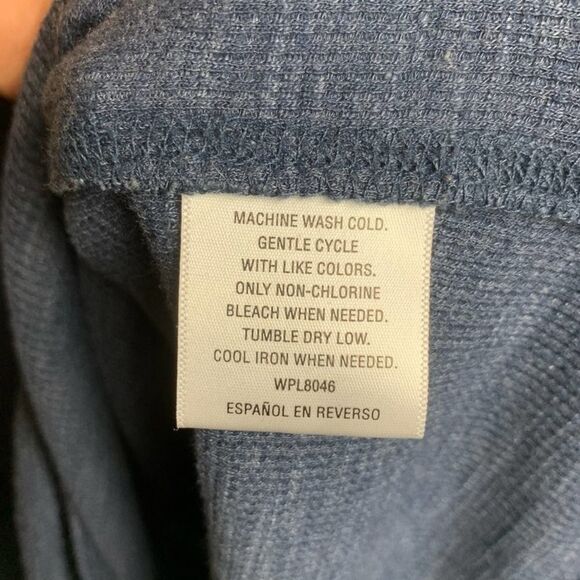 MACHINE WASH COLD.
GENTLE CYCLE
WITH LIKE COLORS.
ONLY NON-CHLORINE
BLEACH WHEN NEEDED.
TUMBLE DRY LOW.
COOL IRON WHEN NEEDED.
WPL8046
ESPAÑOL EN REVERSO